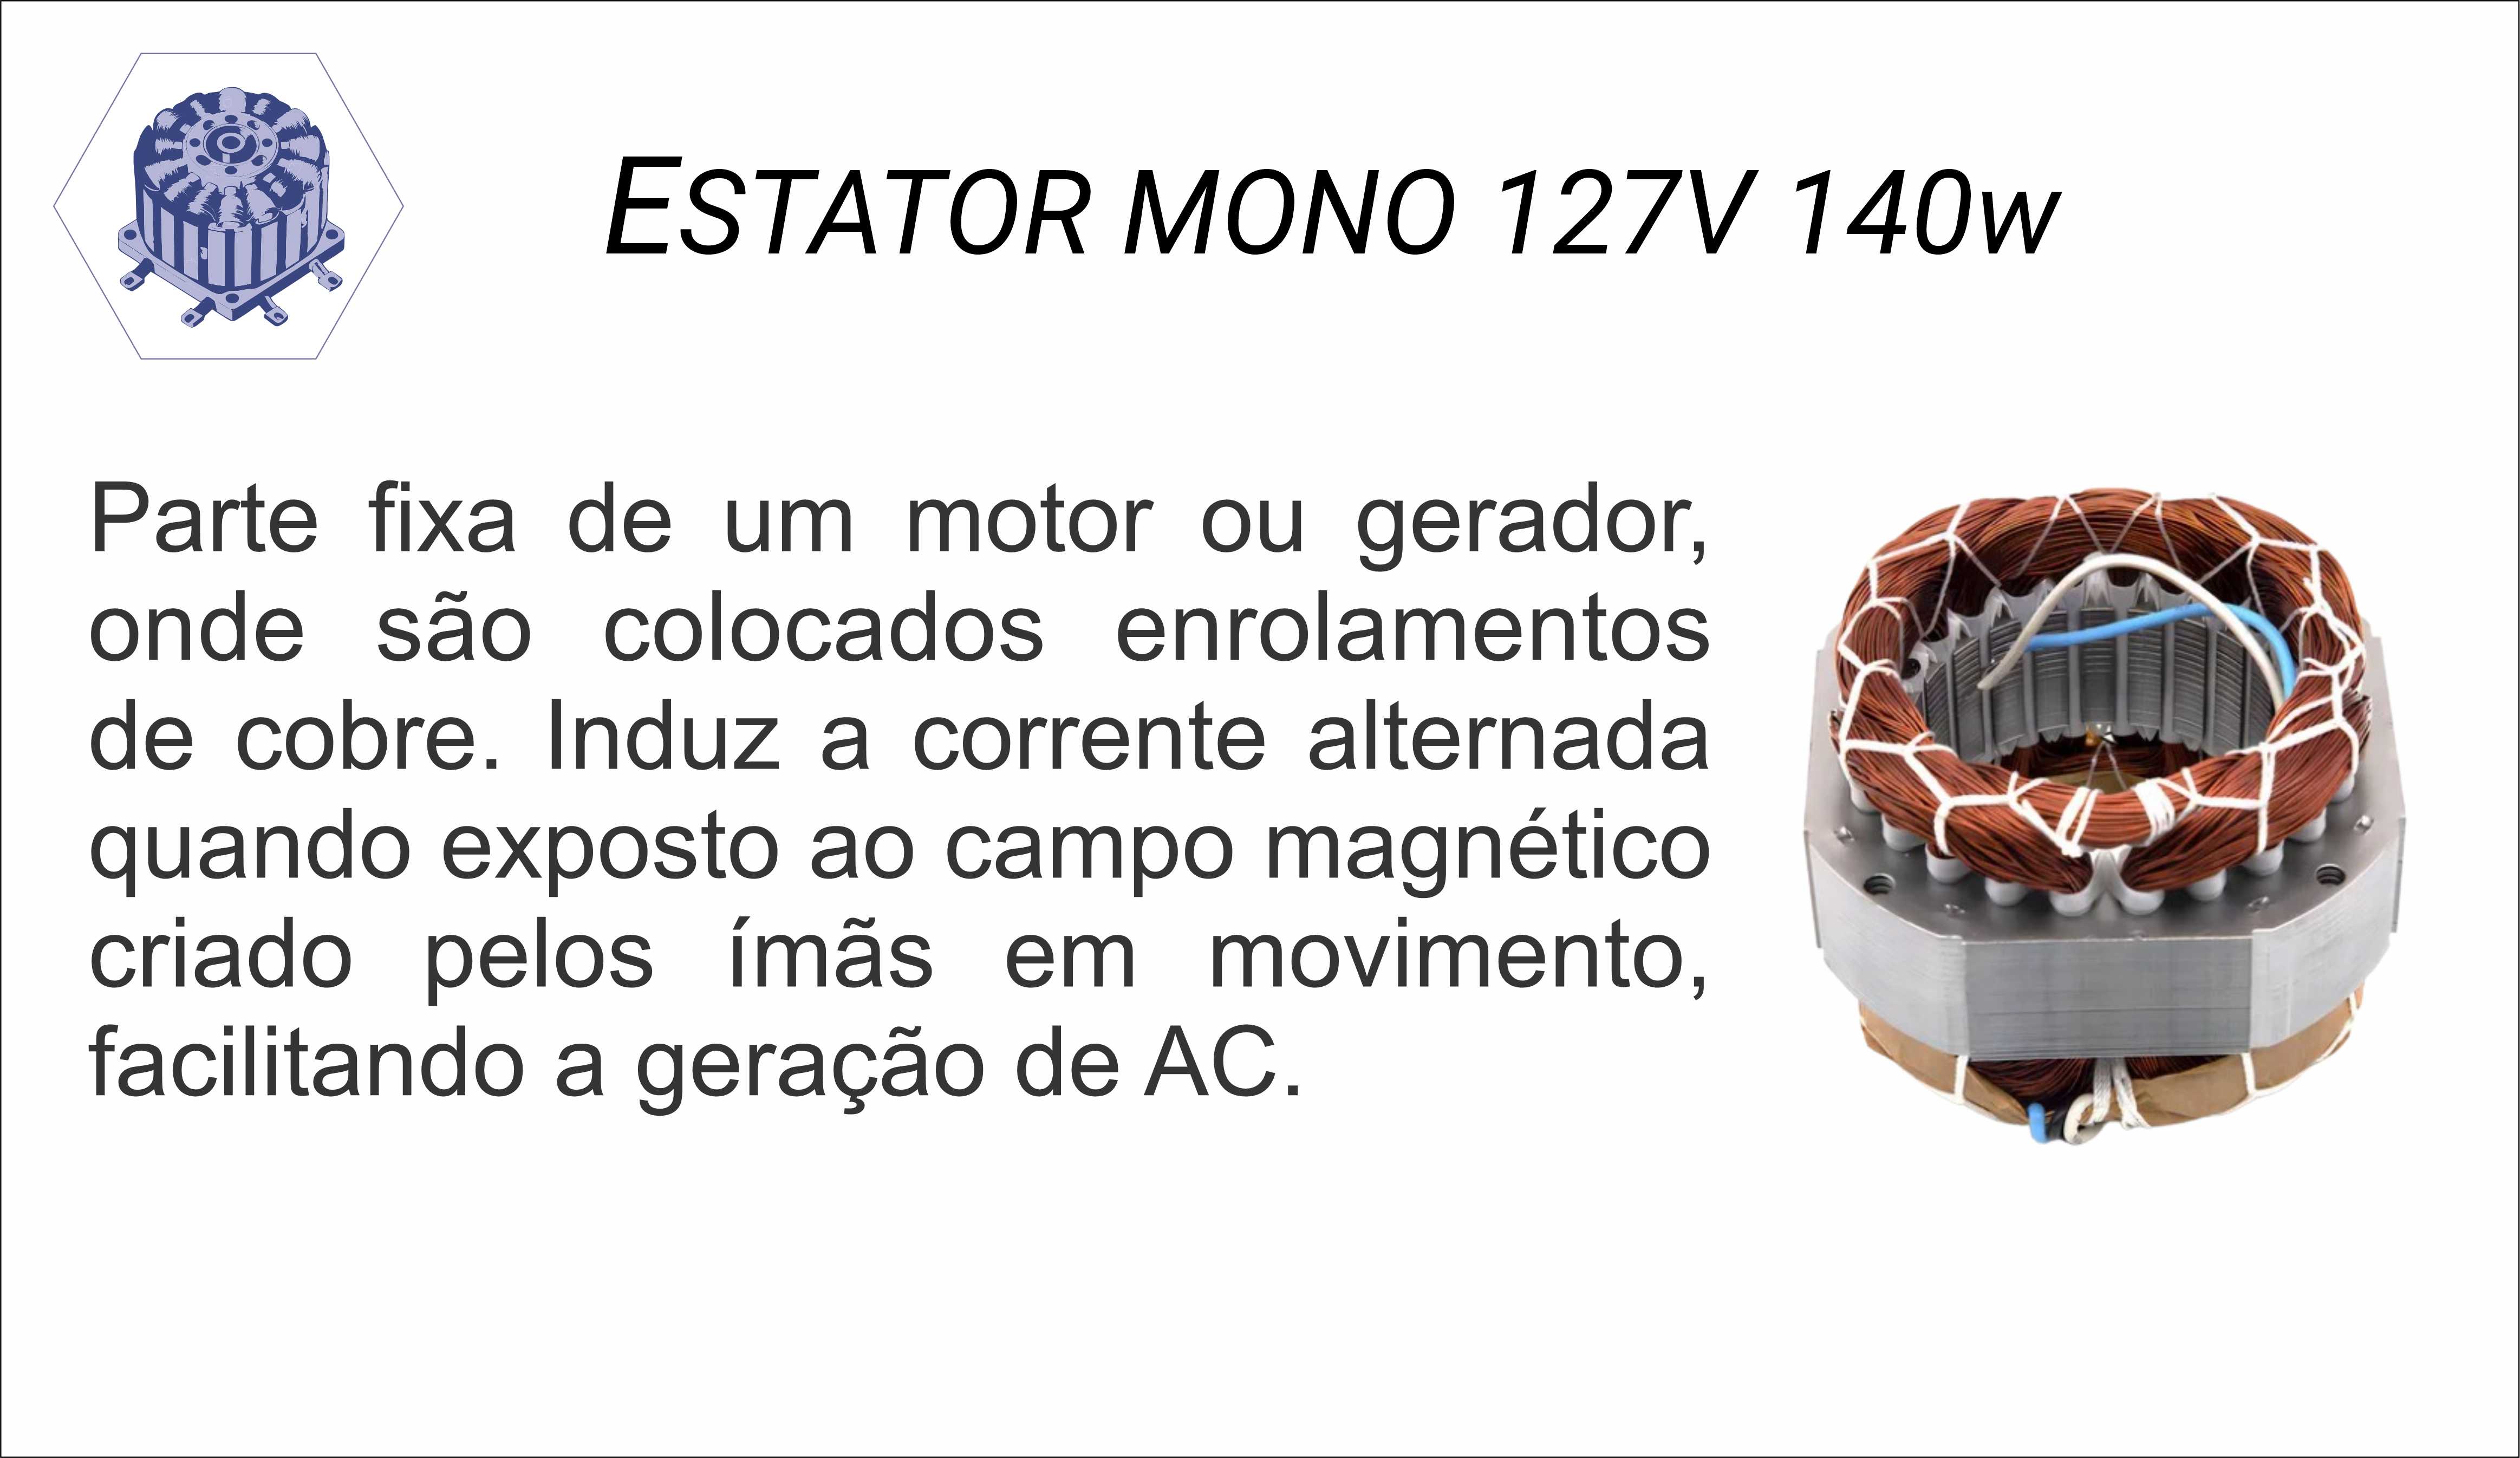 ESTATOR MONO 127V 140w
Parte fixa de um motor ou gerador,
onde são colocados enrolamentos
de cobre. Induz a corrente alternada
quando exposto ao campo magnético
criado pelos ímãs em movimento,
facilitando a geração de AC.